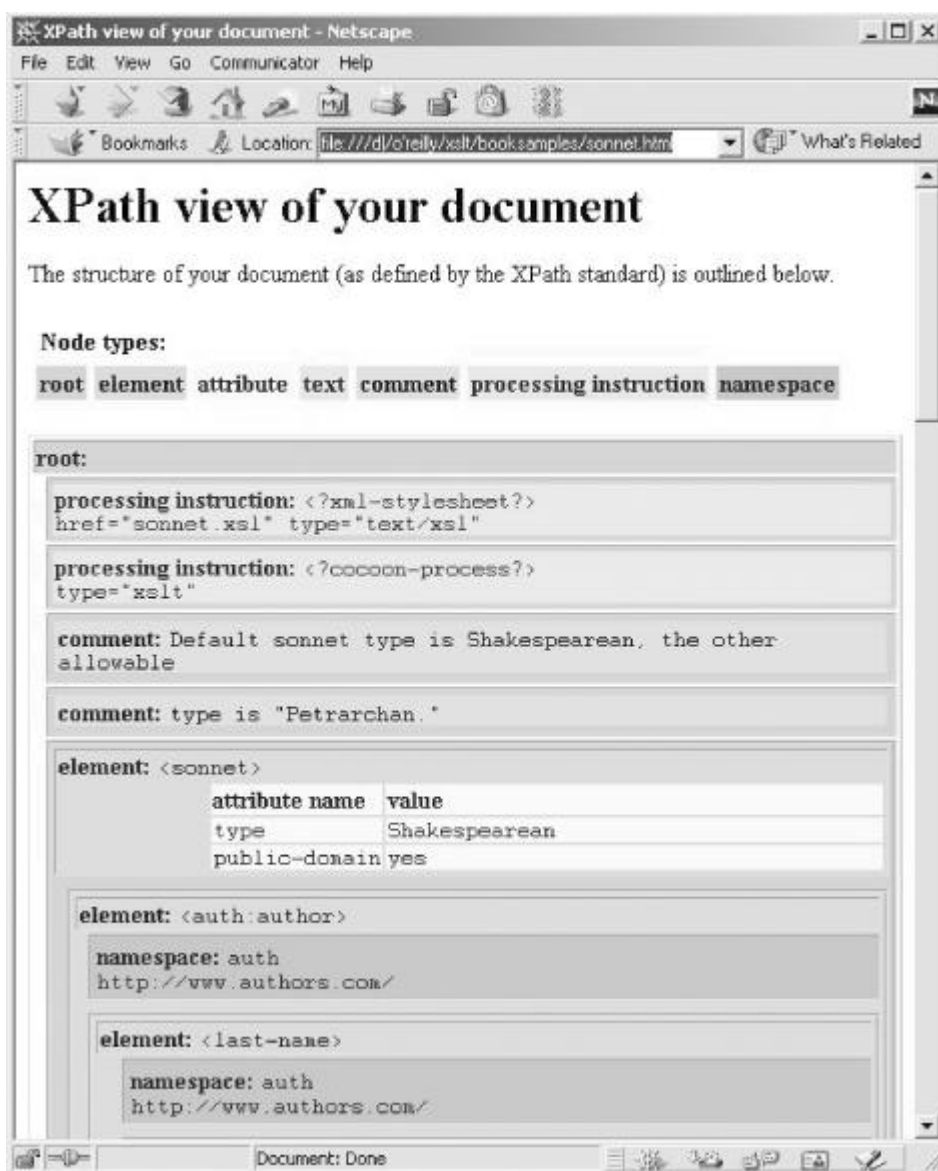 XPath view of your document - Netscape
File Edit View Go Communicator Help
My
N
Bookmarks Location: file:///d|/o'reilly/xslt/booksamples/sonnet.html What's Related
XPath view of your document
The structure of your document (as defined by the XPath standard) is outlined below.
Node types:
root element attribute text comment processing instruction namespace
root:
processing instruction: <?xml-stylesheet?>
href="sonnet.xsl" type="text/xsl"
processing instruction: <?cocoon-process?>
type="xslt"
comment: Default sonnet type is Shakespearean, the other
allowable
comment: type is "Petrarchan."
element: <sonnet>
attribute name value
type Shakespearean
public-domain yes
element: <auth:author>
namespace: auth
http://www.authors.com/
element: <last-name>
namespace: auth
http://www.authors.com/
Document: Done